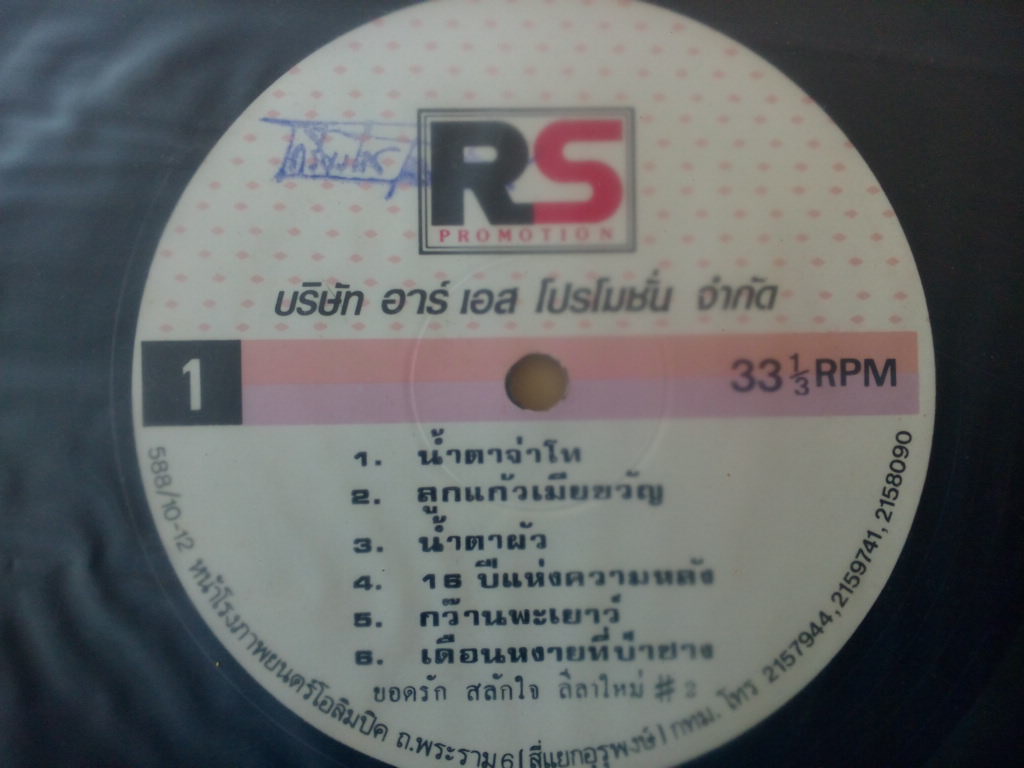 RS
PROMOTION
บริษัท อาร์ เอส โปรโมชั่น จำกัด
1
33 1/3 RPM
1. น้ำตาจ่าโท
2. ลูกแก้วเมียขวัญ
3. น้ำตาผัว
4. 16 ปีแห่งความหลัง
5. กว๊านพะเยาว์
6. เดือนหงายที่ป่าซาง
ยอดรัก สลักใจ ลีลาใหม่ # 2
588/10-12 หน้าโรงภาพยนตร์โอลิมปิค ถ.พระราม 6 (สี่แยกอุรุพงษ์) กทม. โทร 2157944, 2159741, 2158090